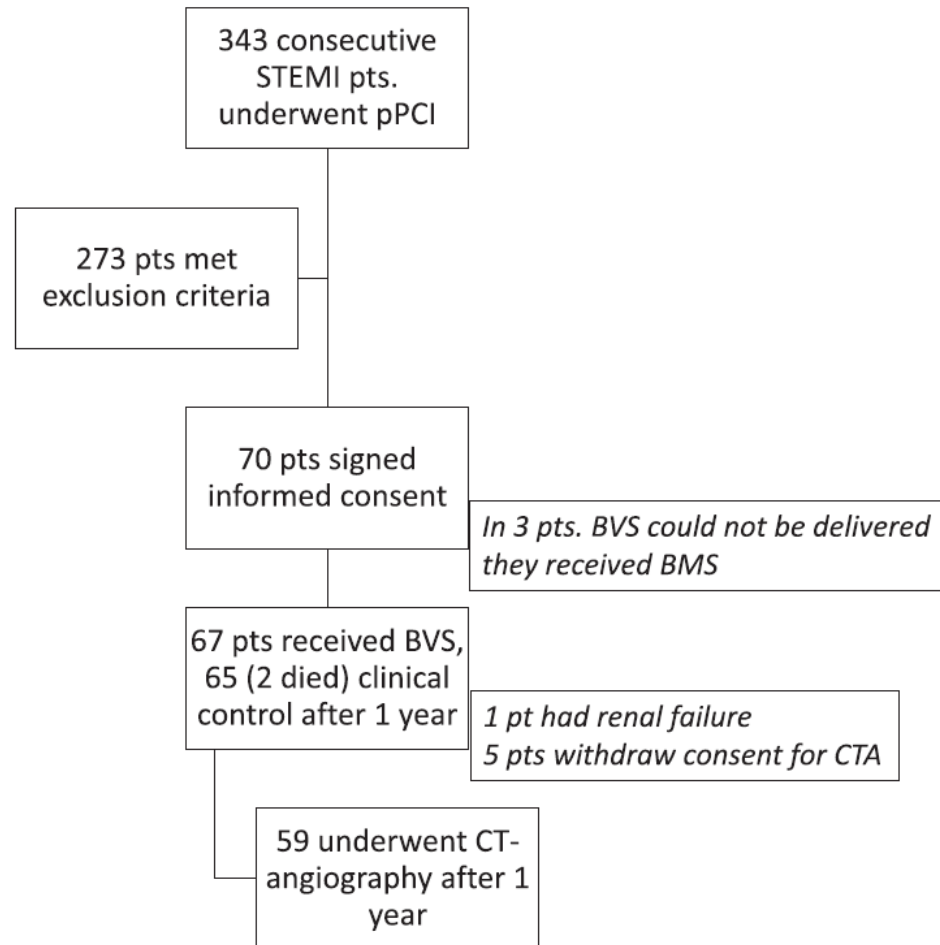 343 consecutive
STEMI pts.
underwent pPCI
273 pts met
exclusion criteria
70 pts signed
informed consent
In 3 pts. BVS could not be delivered
they received BMS
67 pts received BVS,
65 (2 died) clinical
control after 1 year
1 pt had renal failure
5 pts withdraw consent for CTA
59 underwent CT-
angiography after 1
year